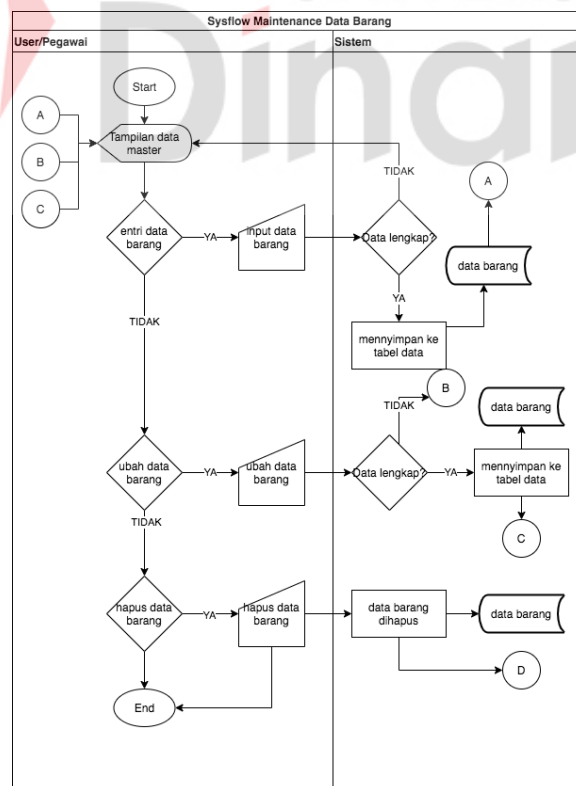 Sysflow Maintenance Data Barang
User/Pegawai
Sistem
Start
A
B
C
Tampilan data
master
TIDAK
A
entri data
barang
YA
input data
barang
Data lengkap?
data barang
YA
TIDAK
mennyimpan ke
tabel data
B
TIDAK
data barang
ubah data
barang
YA
ubah data
barang
Data lengkap?
YA
mennyimpan ke
tabel data
TIDAK
C
hapus data
barang
YA
hapus data
barang
data barang
dihapus
data barang
D
End